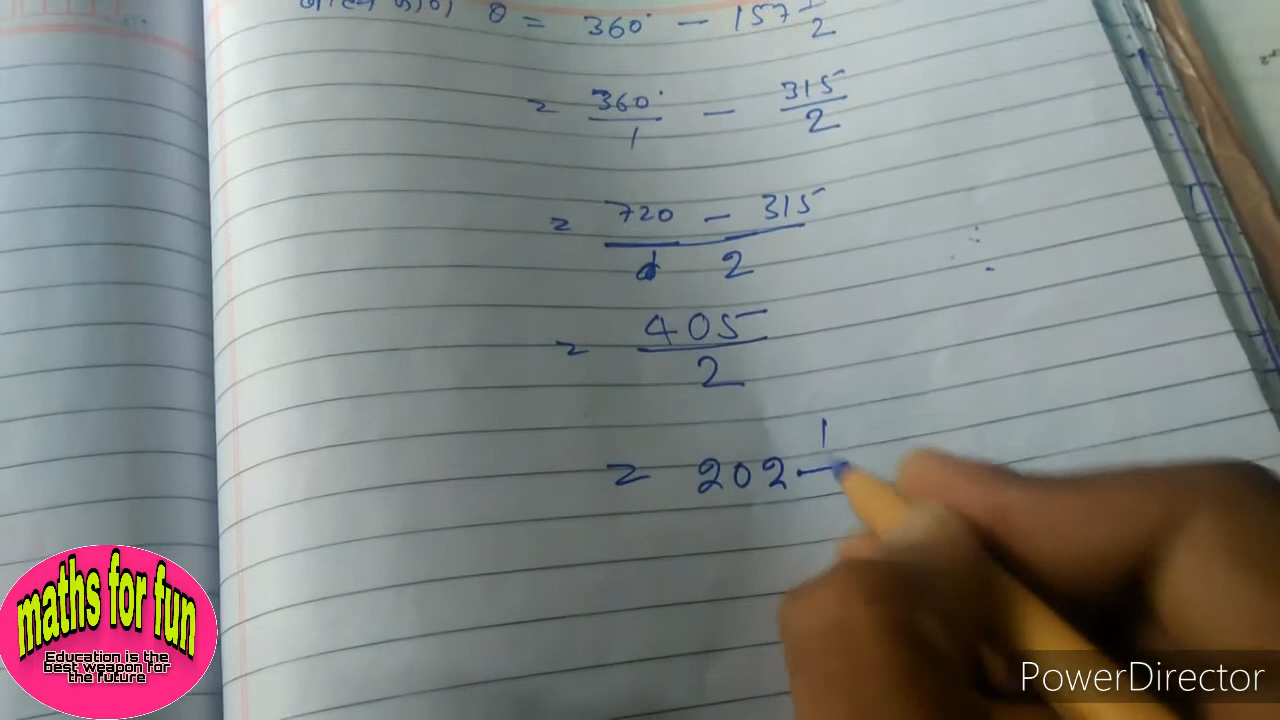 θ = 360° - 157 1/2
= 360°/1 - 315/2
= 720 - 315 / 2
= 405/2
= 202 1/
maths for fun
Education is the
best weapon for
the future
PowerDirector